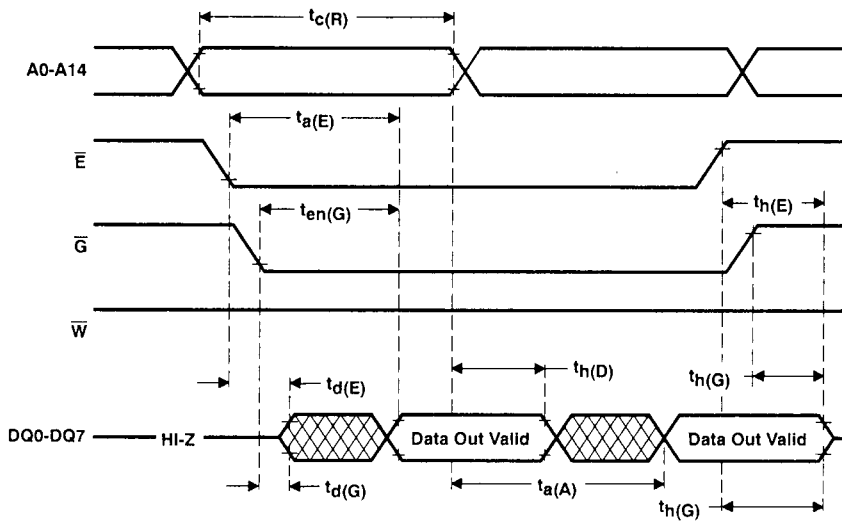 tc(R)
A0-A14
ta(E)
E
th(E)
ten(G)
G
W
th(D)
th(G)
td(E)
DQ0-DQ7
HI-Z
Data Out Valid
Data Out Valid
td(G)
ta(A)
th(G)